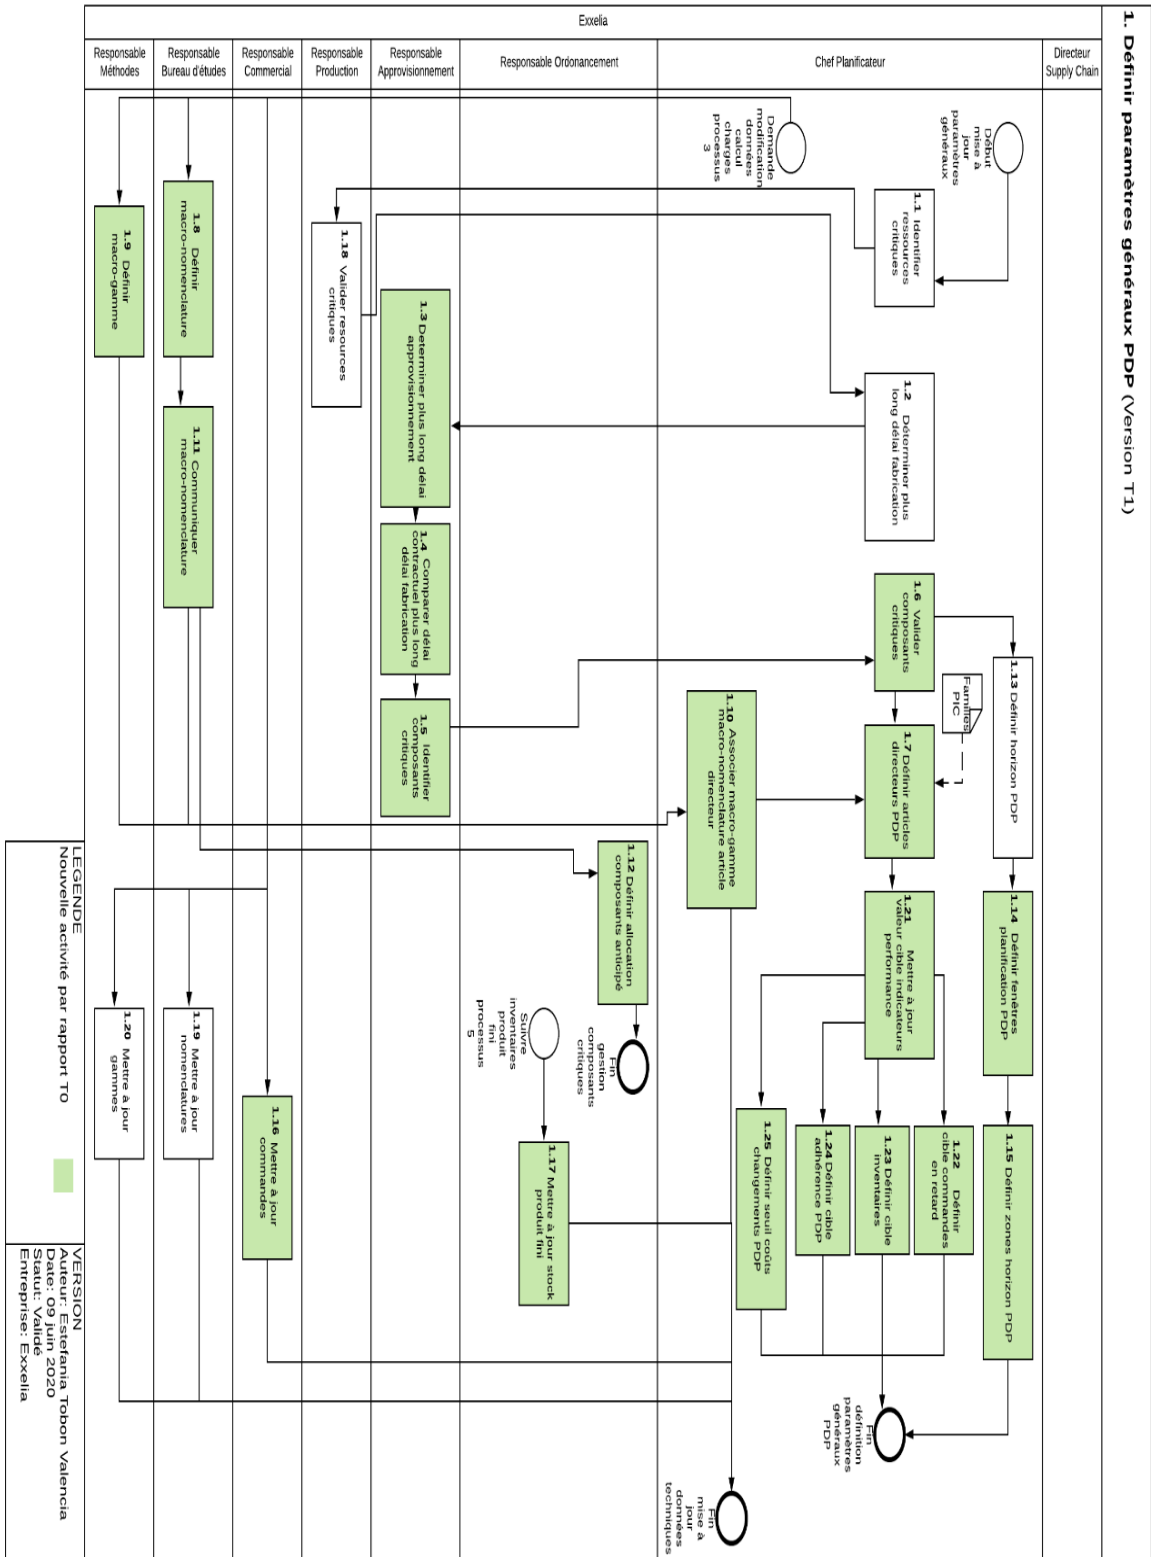 1. Définir paramètres généraux PDP (Version T1)
Exxelia
Directeur
Supply Chain
Chef Planificateur
Responsable Ordonancement
Responsable
Approvisionnement
Responsable
Production
Responsable
Commercial
Responsable
Bureau d'études
Responsable
Méthodes
Début
mise à
jour
paramètres
généraux
1.1 Identifier
ressources
critiques
Demande
modification
données
calcul
charges
processus
3
1.2 Déterminer plus
long délai fabrication
1.6 Valider
composants
critiques
1.13 Définir horizon PDP
Familles
PIC
1.7 Définir articles
directeurs PDP
1.14 Définir fenêtres
planification PDP
1.21 Mettre à jour
valeur cible indicateurs
performance
1.15 Définir zones horizon PDP
1.22 Définir
cible commandes
en retard
1.23 Définir cible
inventaires
1.24 Définir cible
adhérence PDP
1.25 Définir seuil coûts
changements PDP
Fin
définition
paramètres
généraux
PDP
1.10 Associer macro-gamme
macro-nomenclature article
directeur
Fin
mise à
jour
données
techniques
1.12 Définir allocation
composants anticipé
Fin
gestion
composants
critiques
Suivre
inventaires
produit
fini
processus
5
1.17 Mettre à jour stock
produit fini
1.3 Determiner plus long délai
approvisionnement
1.4 Comparer délai
contractuel plus long
délai fabrication
1.5 Identifier
composants
critiques
1.18 Valider resources
critiques
1.16 Mettre à jour
commandes
1.8 Définir
macro-nomenclature
1.11 Communiquer
macro-nomenclature
1.19 Mettre à jour
nomenclatures
1.9 Définir
macro-gamme
1.20 Mettre à jour
gammes
LEGENDE
Nouvelle activité par rapport T0
VERSION
Auteur: Estefania Tobon Valencia
Date: 09 juin 2020
Statut: Validé
Entreprise: Exxelia